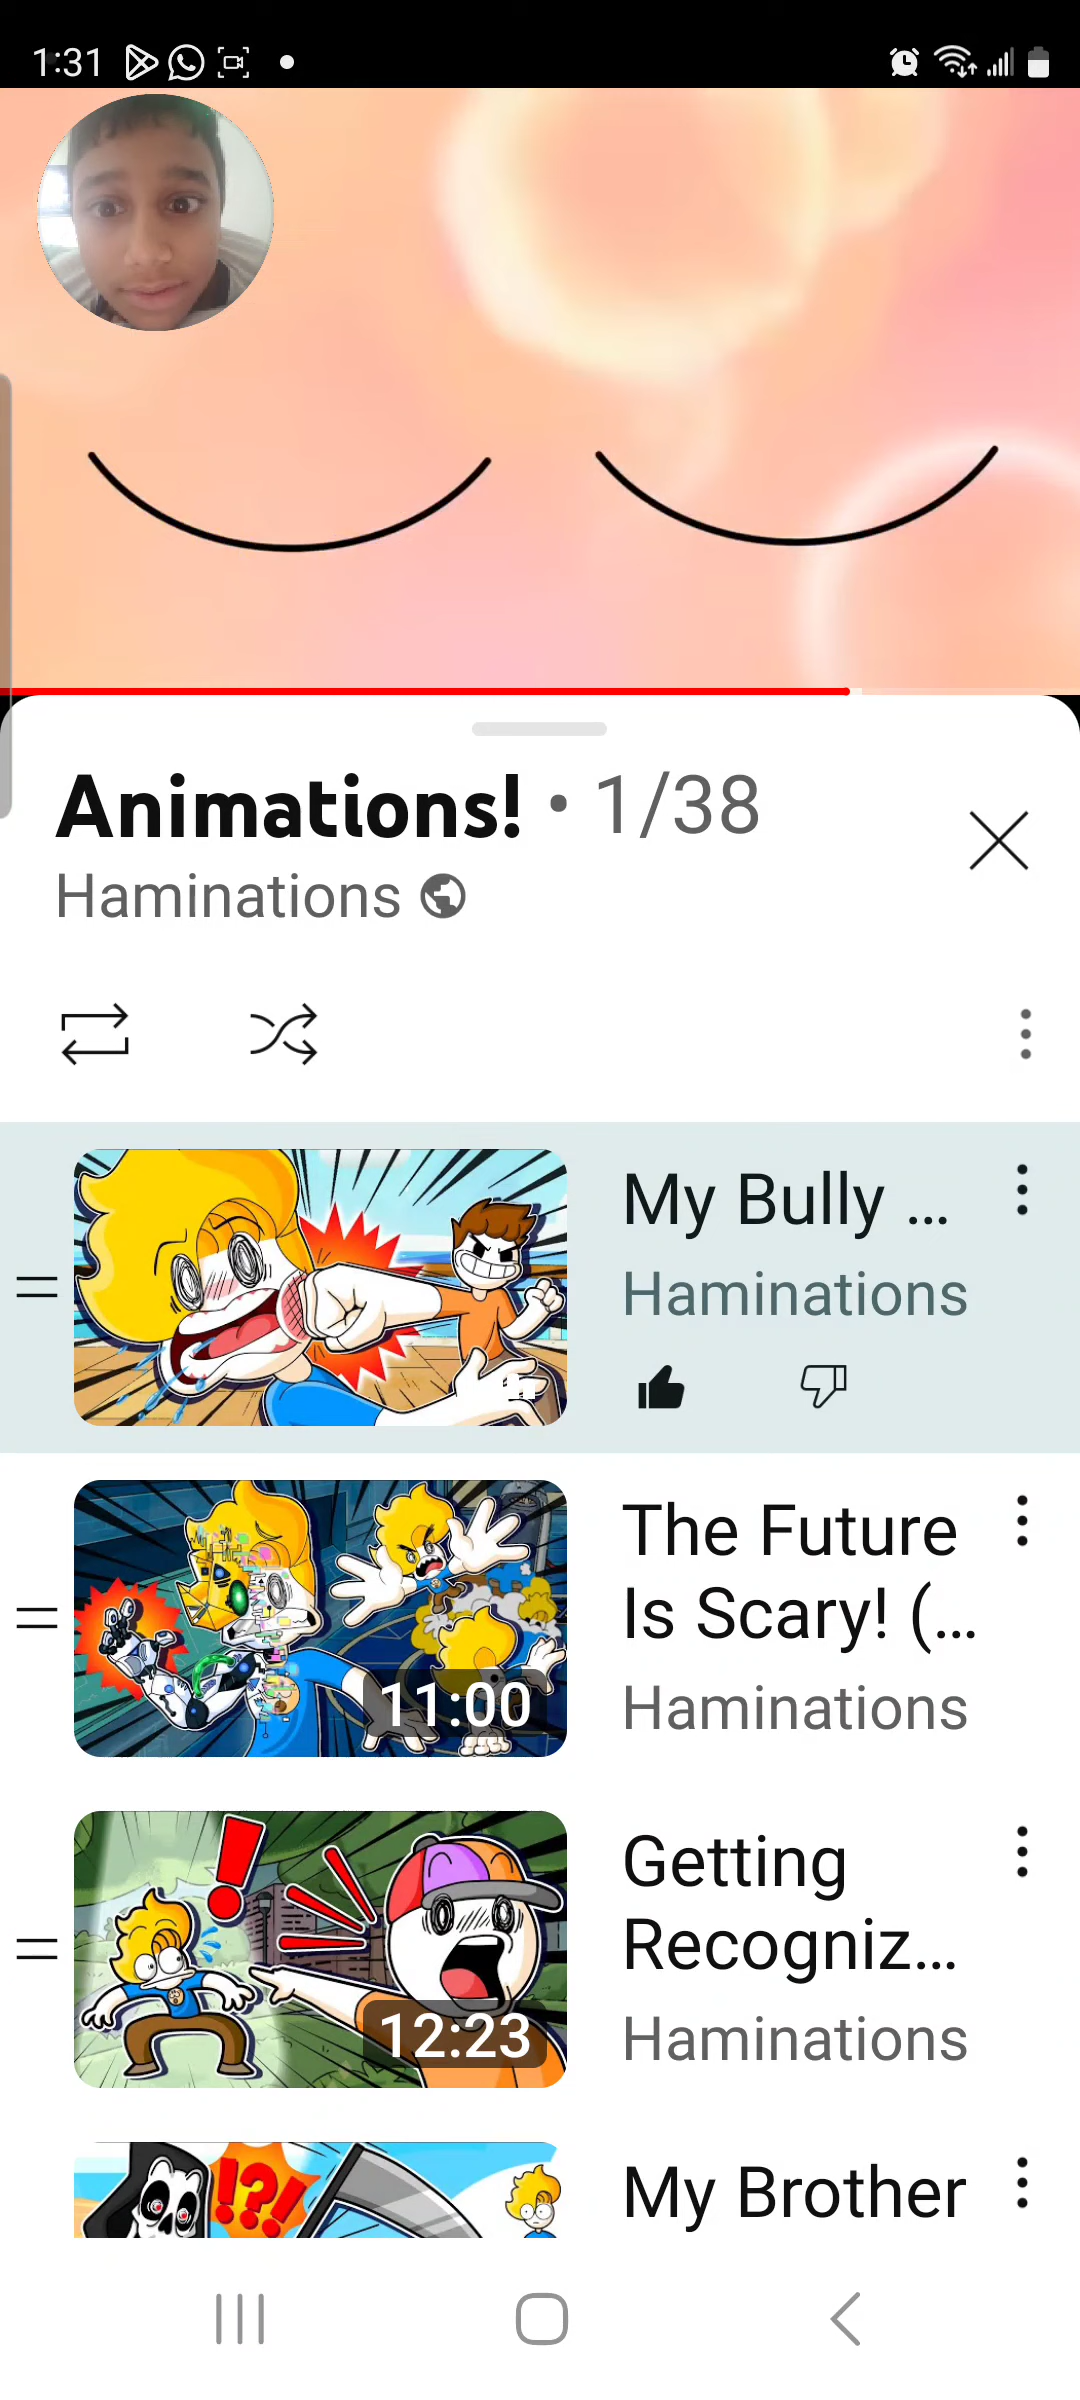 1:31
Animations! • 1/38
Haminations
My Bully ...
Haminations
The Future
Is Scary! (...
11:00
Haminations
Getting
Recogniz...
12:23
Haminations
!?!
My Brother